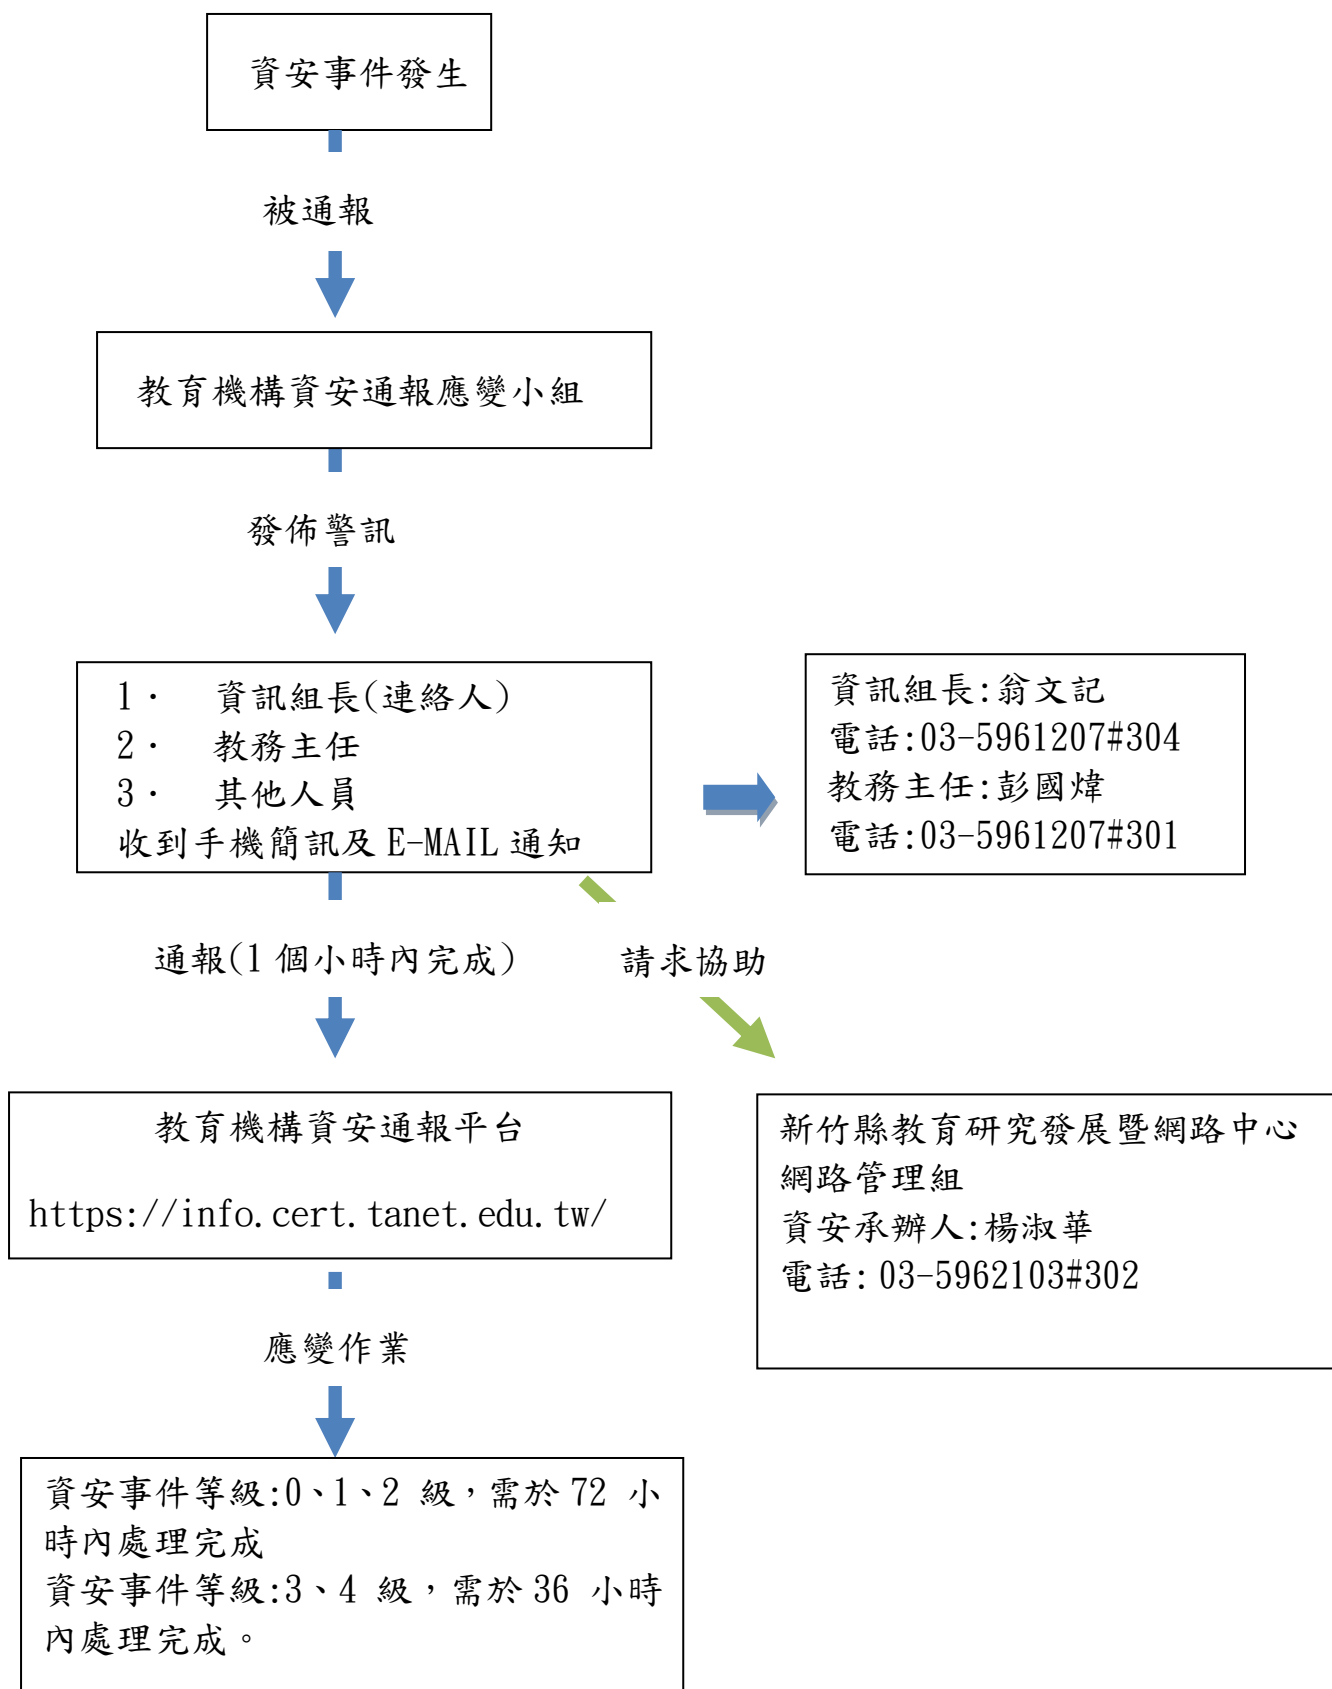 資安事件發生
被通報
教育機構資安通報應變小組
發佈警訊
1． 資訊組長(連絡人)
2． 教務主任
3． 其他人員
收到手機簡訊及 E-MAIL 通知
資訊組長:翁文記
電話:03-5961207#304
教務主任:彭國煒
電話:03-5961207#301
通報(1 個小時內完成)
請求協助
教育機構資安通報平台
https://info.cert.tanet.edu.tw/
新竹縣教育研究發展暨網路中心
網路管理組
資安承辦人:楊淑華
電話: 03-5962103#302
應變作業
資安事件等級:0、1、2 級，需於 72 小
時內處理完成
資安事件等級:3、4 級，需於 36 小時
內處理完成。